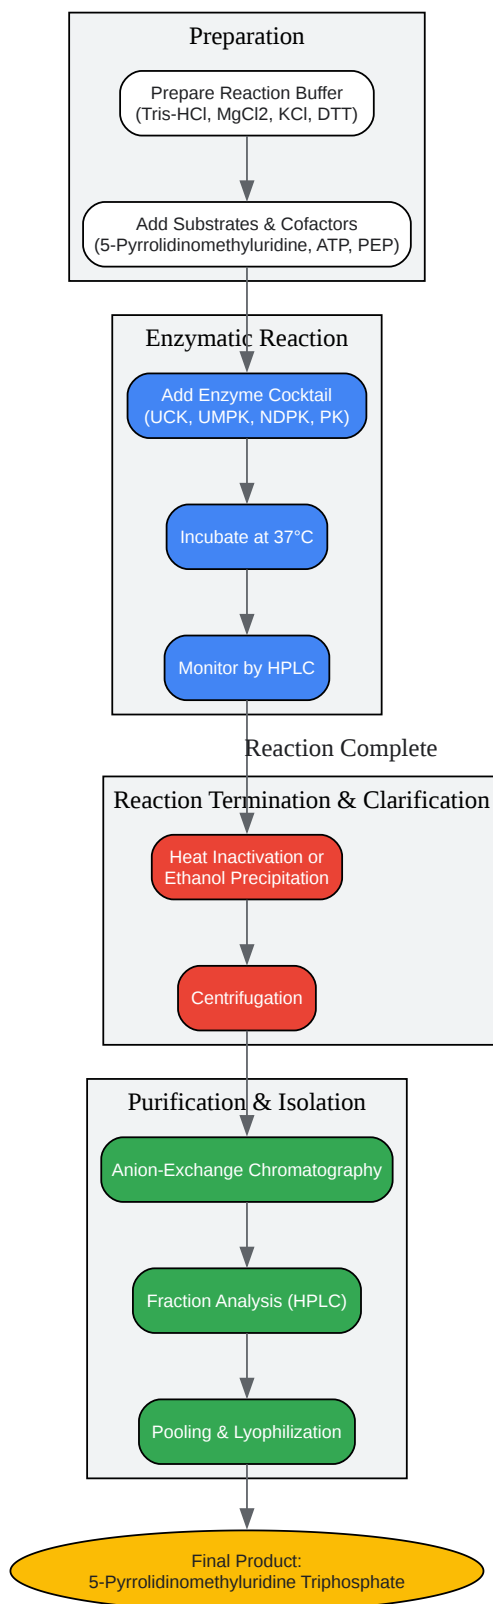 Preparation
Prepare Reaction Buffer
(Tris-HCl, MgCl2, KCl, DTT)
Add Substrates & Cofactors
(5-Pyrrolidinomethyluridine, ATP, PEP)
Enzymatic Reaction
Add Enzyme Cocktail
(UCK, UMPK, NDPK, PK)
Incubate at 37°C
Monitor by HPLC
Reaction Complete
Reaction Termination & Clarification
Heat Inactivation or
Ethanol Precipitation
Centrifugation
Purification & Isolation
Anion-Exchange Chromatography
Fraction Analysis (HPLC)
Pooling & Lyophilization
Final Product:
5-Pyrrolidinomethyluridine Triphosphate